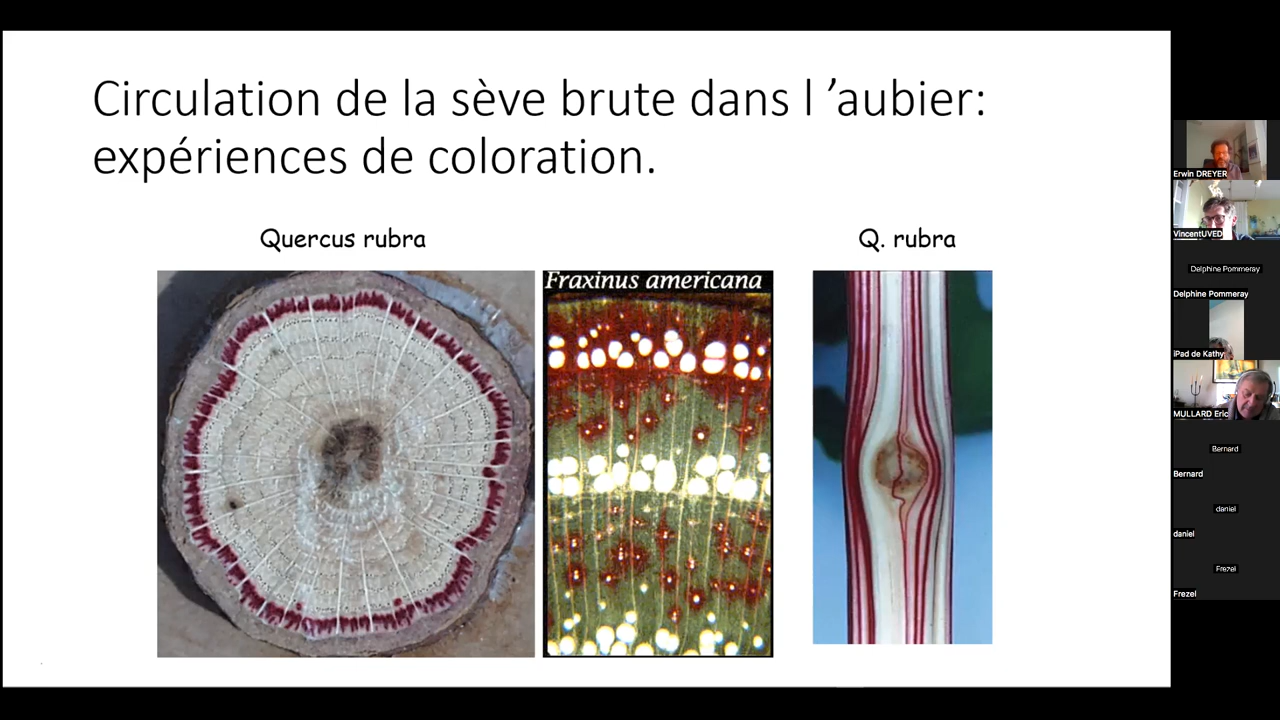 Circulation de la sève brute dans l ’aubier:
expériences de coloration.
Quercus rubra
Fraxinus americana
Q. rubra
Erwin DREYER
VincentUVED
Delphine Pommeray
Delphine Pommeray
iPad de Kathy
MULLARD Eric
Bernard
Bernard
daniel
daniel
Frezel
Frezel